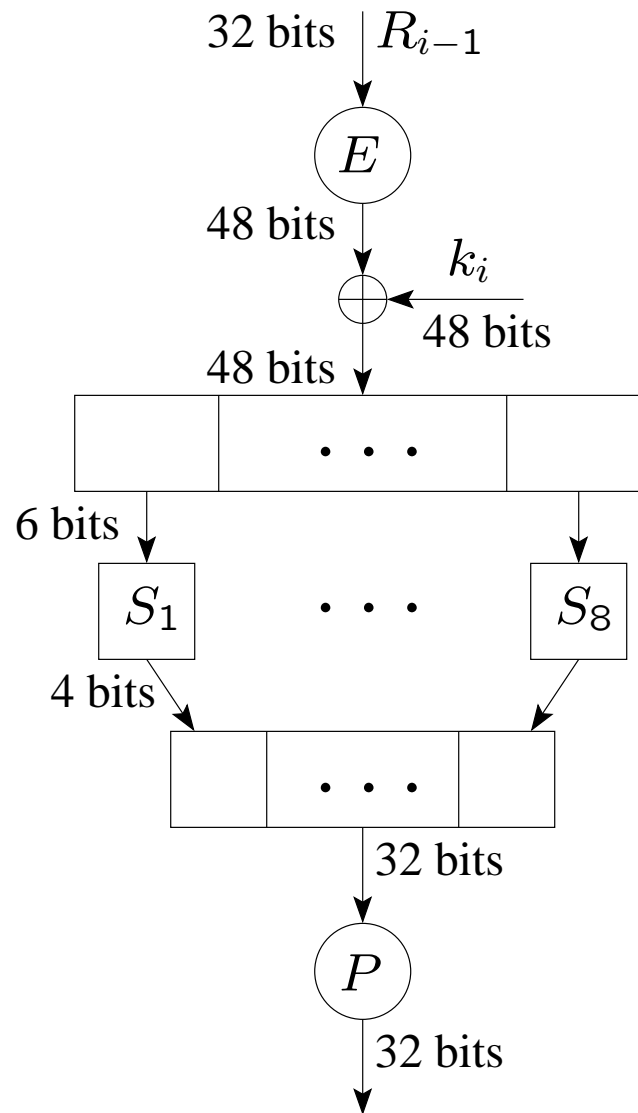 32 bits R_{i−1}
E
48 bits
k_i
48 bits
48 bits
. . .
6 bits
S_1 . . . S_8
4 bits
. . .
32 bits
P
32 bits